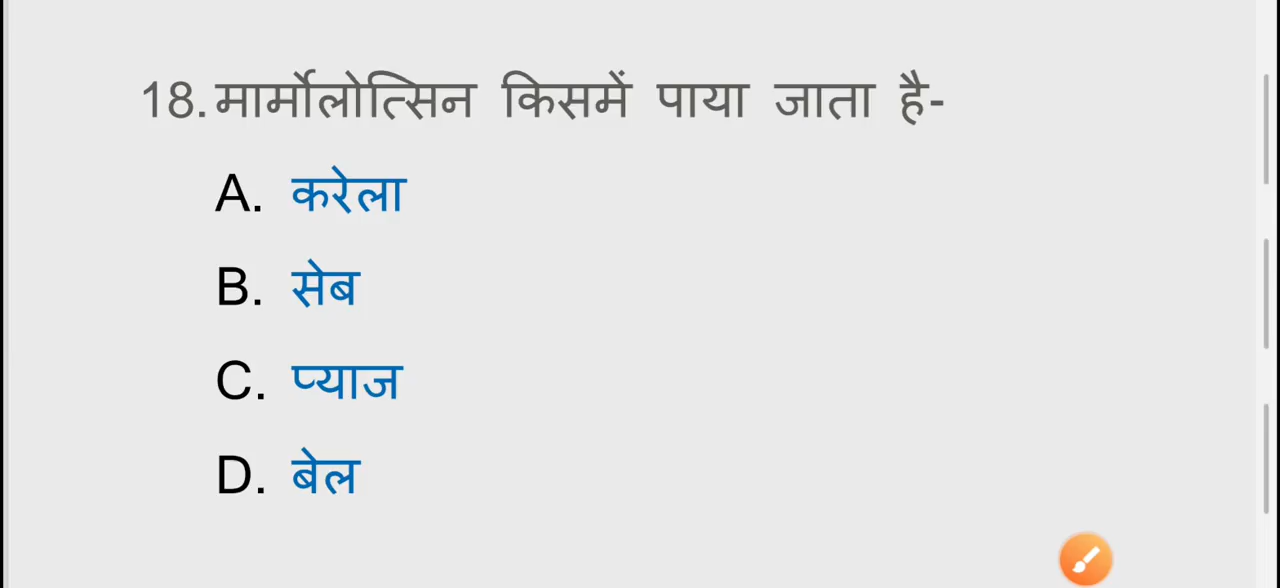 18. मार्मोलोत्सिन किसमें पाया जाता है-
A. करेला
B. सेब
C. प्याज
D. बेल